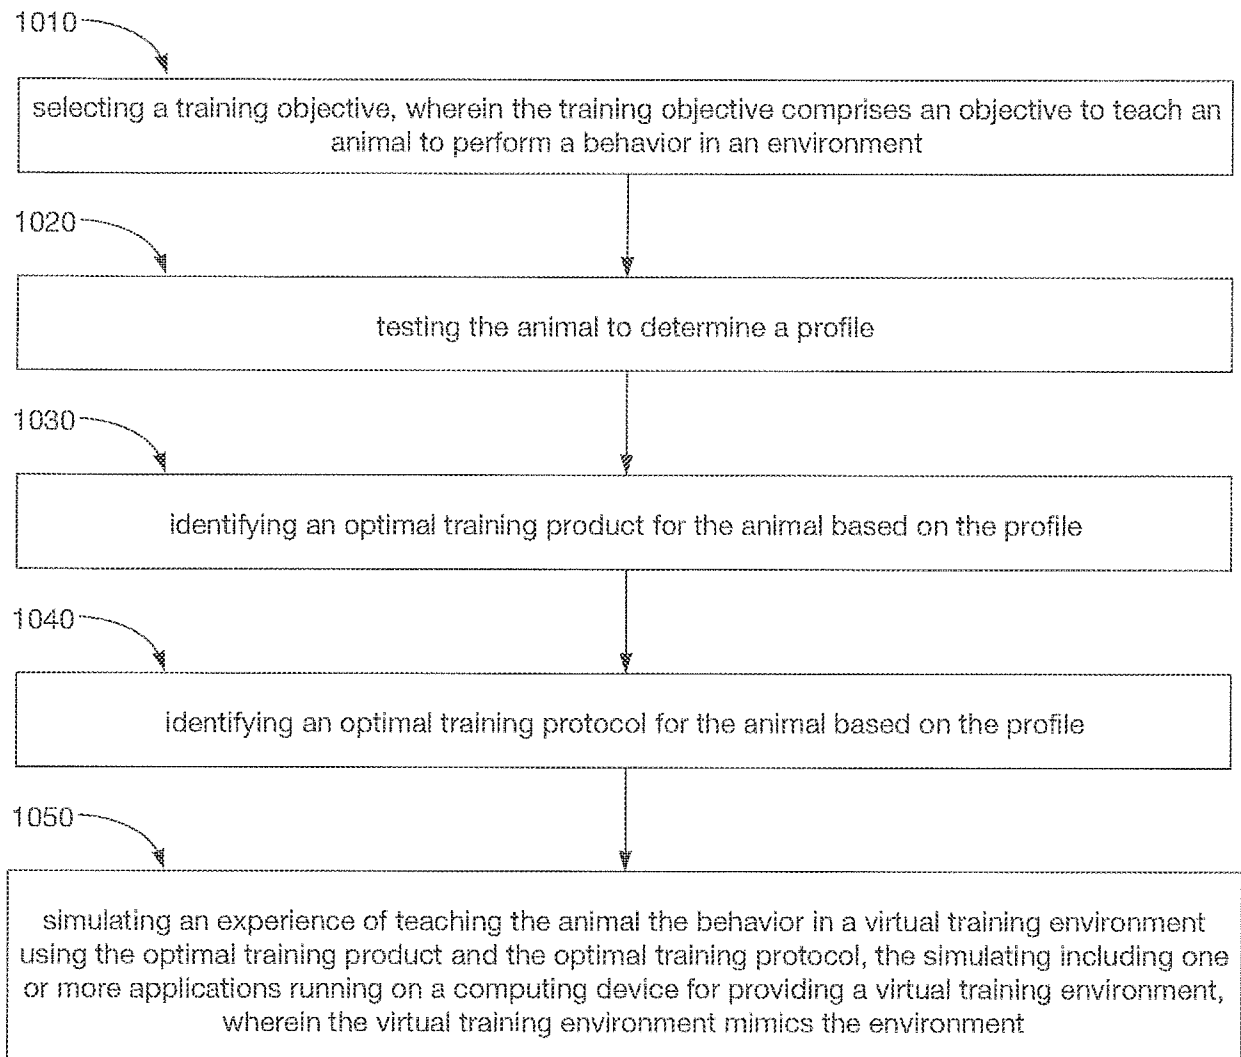 1010
selecting a training objective, wherein the training objective comprises an objective to teach an
animal to perform a behavior in an environment
1020
testing the animal to determine a profile
1030
identifying an optimal training product for the animal based on the profile
1040
identifying an optimal training protocol for the animal based on the profile
1050
simulating an experience of teaching the animal the behavior in a virtual training environment
using the optimal training product and the optimal training protocol, the simulating including one
or more applications running on a computing device for providing a virtual training environment,
wherein the virtual training environment mimics the environment